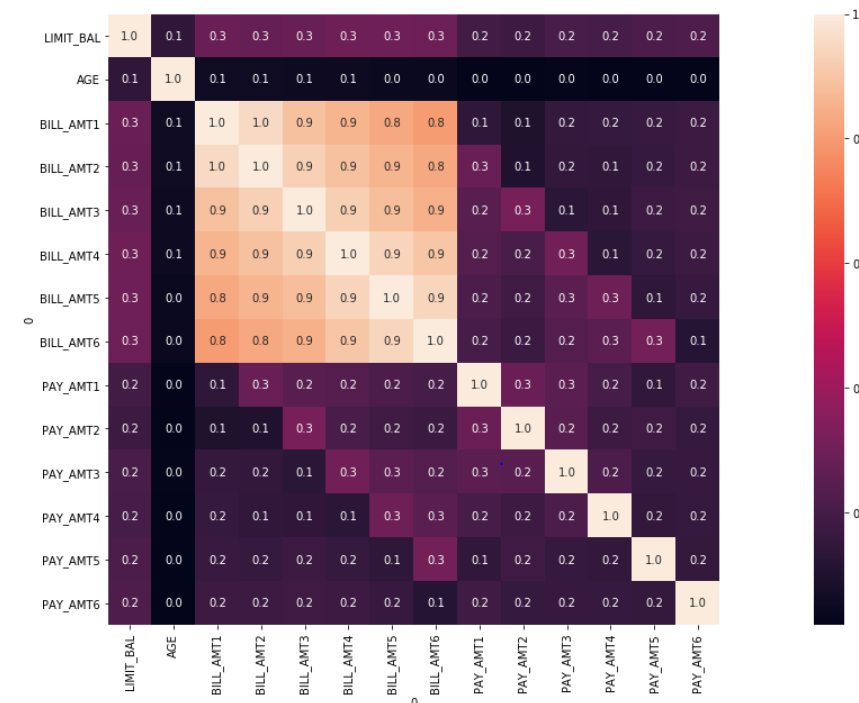 LIMIT_BAL 1.0 0.1 0.3 0.3 0.3 0.3 0.3 0.3 0.2 0.2 0.2 0.2 0.2 0.2
AGE 0.1 1.0 0.1 0.1 0.1 0.1 0.0 0.0 0.0 0.0 0.0 0.0 0.0 0.0
BILL_AMT1 0.3 0.1 1.0 1.0 0.9 0.9 0.8 0.8 0.1 0.1 0.2 0.2 0.2 0.2
BILL_AMT2 0.3 0.1 1.0 1.0 0.9 0.9 0.9 0.8 0.3 0.1 0.2 0.1 0.2 0.2
BILL_AMT3 0.3 0.1 0.9 0.9 1.0 0.9 0.9 0.9 0.2 0.3 0.1 0.1 0.2 0.2
BILL_AMT4 0.3 0.1 0.9 0.9 0.9 1.0 0.9 0.9 0.2 0.2 0.3 0.1 0.2 0.2
BILL_AMT5 0.3 0.0 0.8 0.9 0.9 0.9 1.0 0.9 0.2 0.2 0.3 0.3 0.1 0.2
0
BILL_AMT6 0.3 0.0 0.8 0.8 0.9 0.9 0.9 1.0 0.2 0.2 0.2 0.3 0.3 0.1
PAY_AMT1 0.2 0.0 0.1 0.3 0.2 0.2 0.2 0.2 1.0 0.3 0.3 0.2 0.1 0.2
PAY_AMT2 0.2 0.0 0.1 0.1 0.3 0.2 0.2 0.2 0.3 1.0 0.2 0.2 0.2 0.2
PAY_AMT3 0.2 0.0 0.2 0.2 0.1 0.3 0.3 0.2 0.3 0.2 1.0 0.2 0.2 0.2
PAY_AMT4 0.2 0.0 0.2 0.1 0.1 0.1 0.3 0.3 0.2 0.2 0.2 1.0 0.2 0.2
PAY_AMT5 0.2 0.0 0.2 0.2 0.2 0.2 0.1 0.3 0.1 0.2 0.2 0.2 1.0 0.2
PAY_AMT6 0.2 0.0 0.2 0.2 0.2 0.2 0.2 0.1 0.2 0.2 0.2 0.2 0.2 1.0
LIMIT_BAL AGE BILL_AMT1 BILL_AMT2 BILL_AMT3 BILL_AMT4 BILL_AMT5 BILL_AMT6 PAY_AMT1 PAY_AMT2 PAY_AMT3 PAY_AMT4 PAY_AMT5 PAY_AMT6